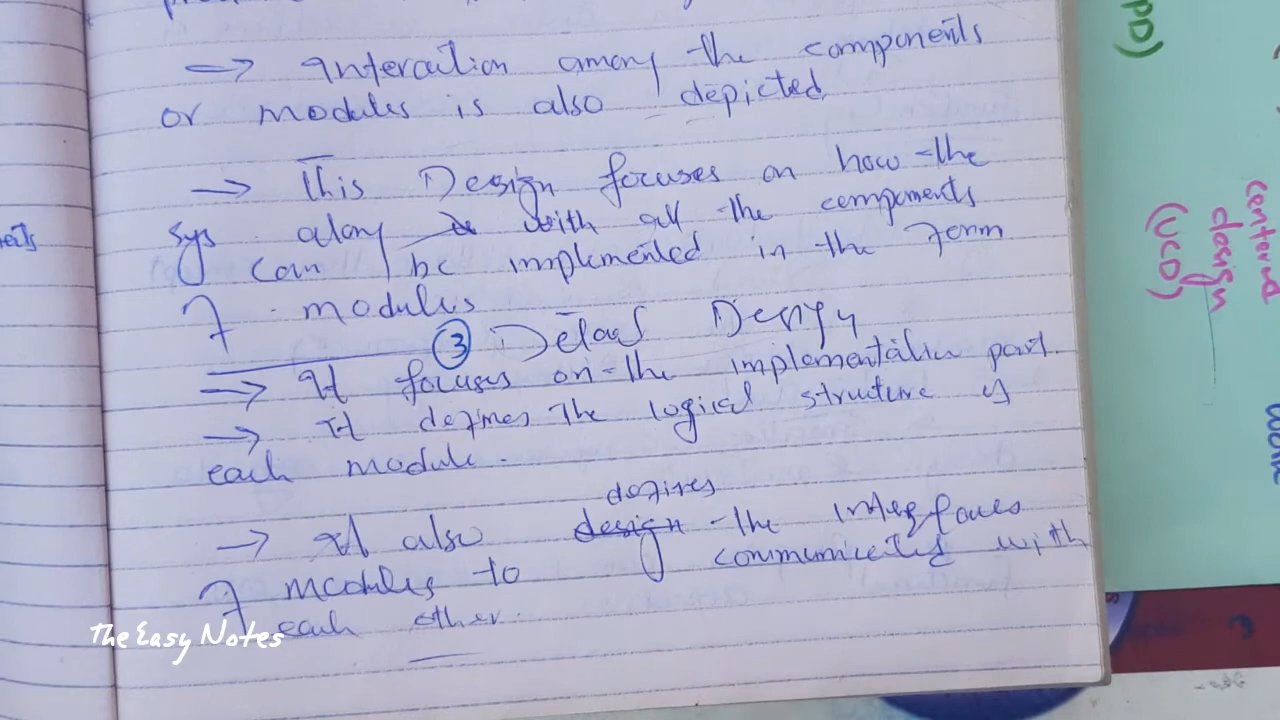 → Interaction among the components
or modules is also depicted
→ This Design focuses on how the
sys along with all the components
can be implemented in the form
of modules
③ Detail Design
→ It focuses on the implementation part
→ it defines the logical structure of
each module.
defines
→ It also design the interfaces
of modules to communicates with
each other.
The Easy Notes
PD)
centered
design
(UCD)